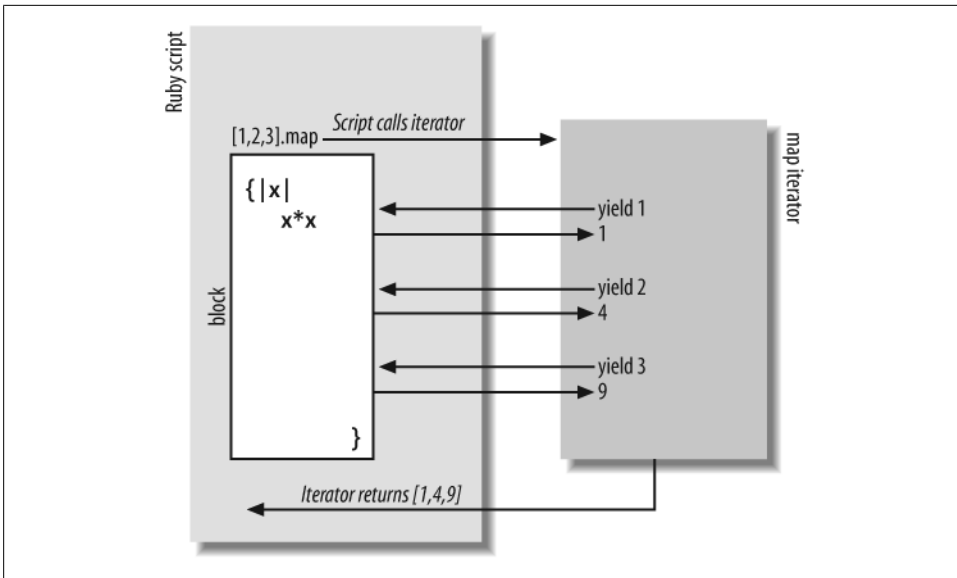 Ruby script
Script calls iterator
[1,2,3].map
map iterator
{|x|
x*x
block
yield 1
1
yield 2
4
yield 3
9
}
Iterator returns [1,4,9]